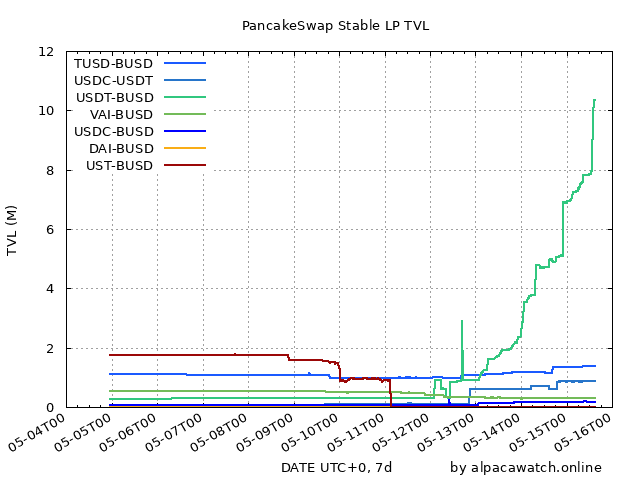 PancakeSwap Stable LP TVL
12
10
8
6
4
2
0
TVL (M)
TUSD-BUSD
USDC-USDT
USDT-BUSD
VAI-BUSD
USDC-BUSD
DAI-BUSD
UST-BUSD
05-04T00
05-05T00
05-06T00
05-07T00
05-08T00
05-09T00
05-10T00
05-11T00
05-12T00
05-13T00
05-14T00
05-15T00
05-16T00
DATE UTC+0, 7d
by alpacawatch.online